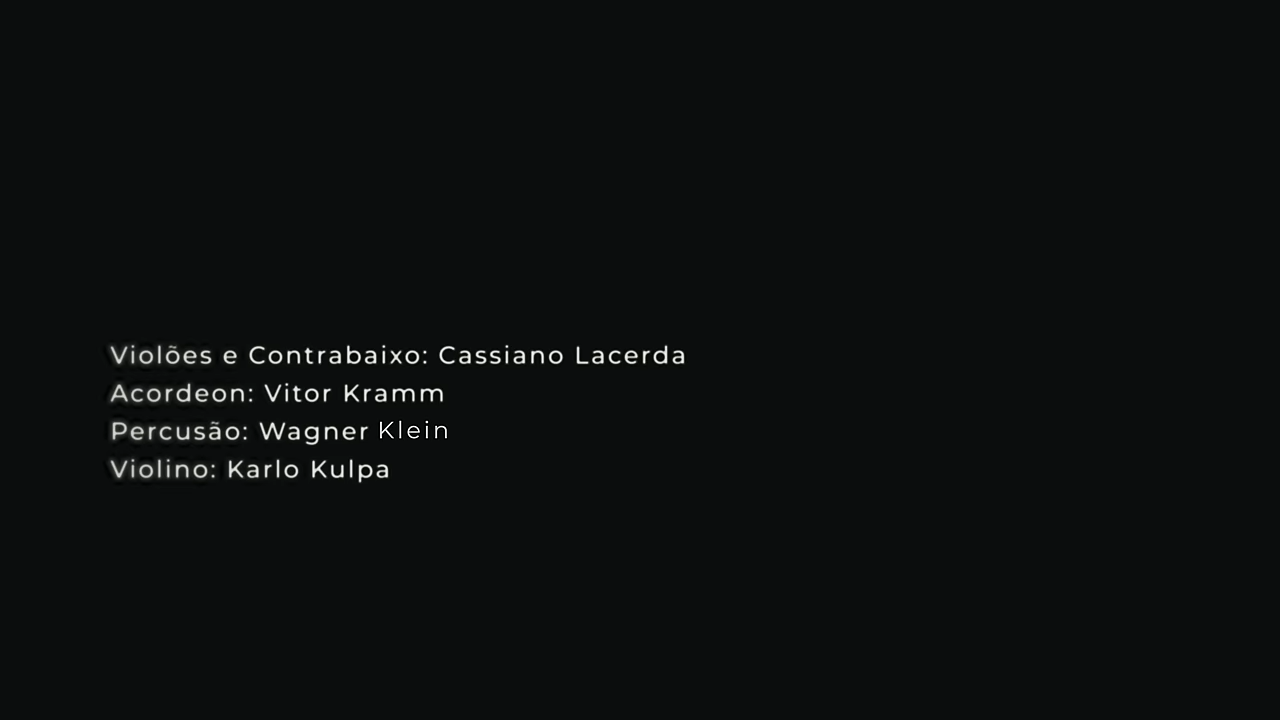 Violões e Contrabaixo: Cassiano Lacerda
Acordeon: Vitor Kramm
Percusão: Wagner Klein
Violino: Karlo Kulpa